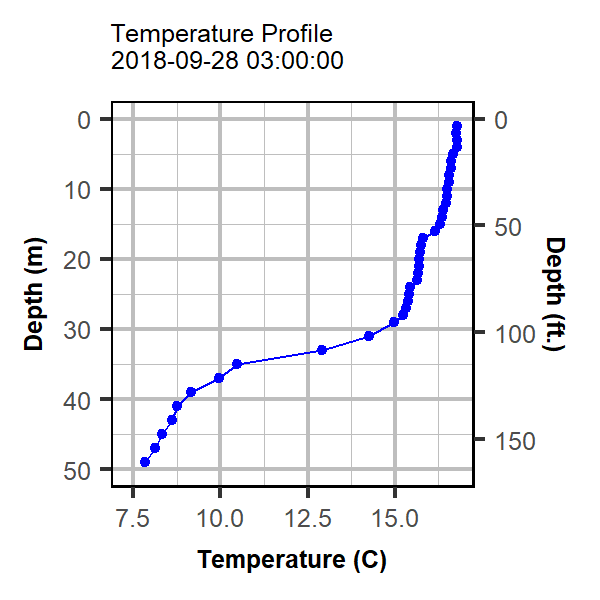 Temperature Profile
2018-09-28 03:00:00
0
10
20
30
40
50
Depth (m)
0
50
100
150
Depth (ft.)
7.5 10.0 12.5 15.0
Temperature (C)